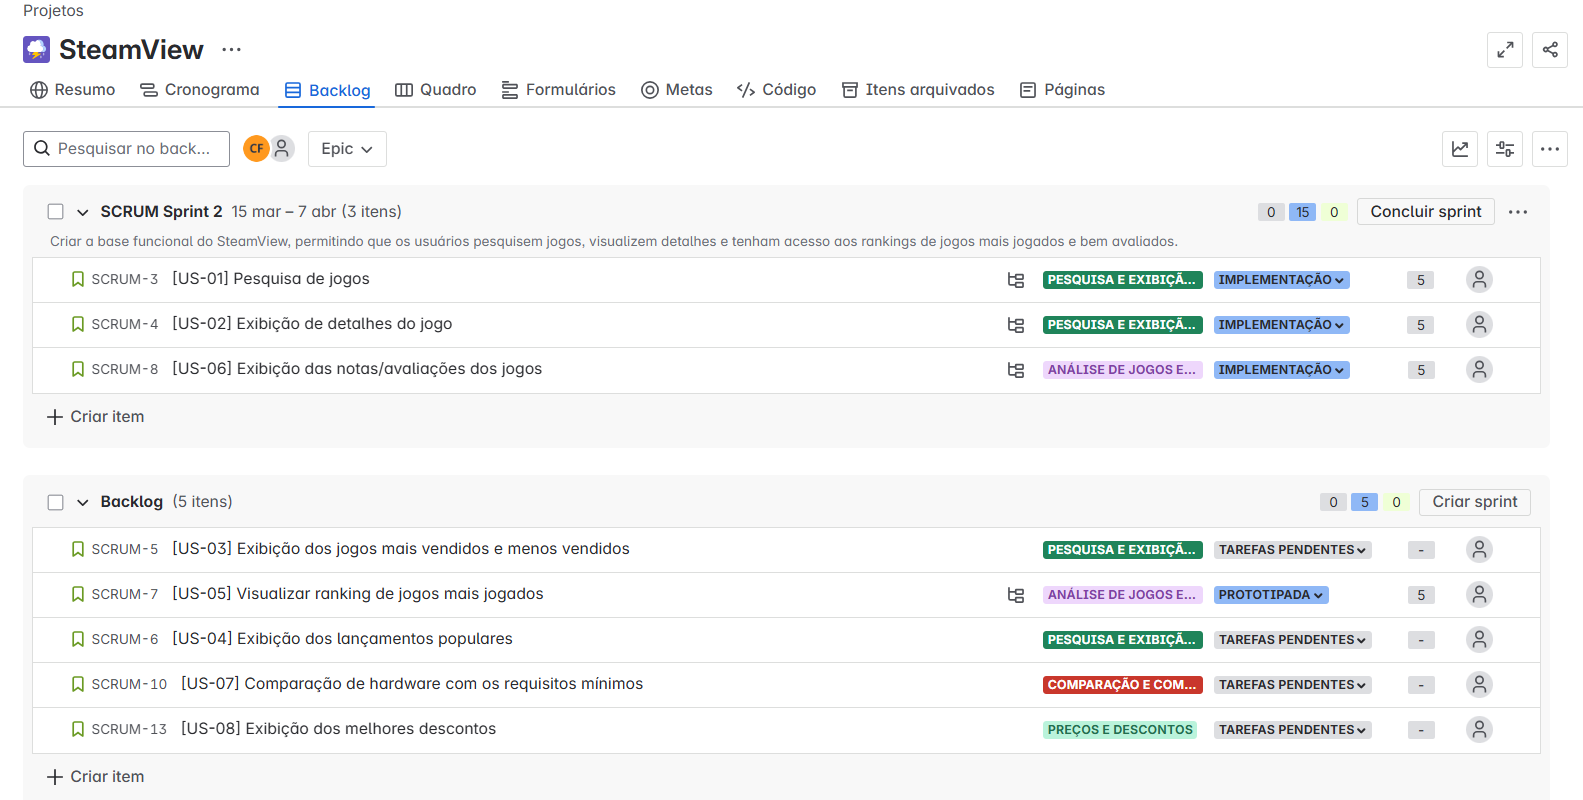 Projetos
SteamView ...
Resumo Cronograma Backlog Quadro Formulários Metas Código Itens arquivados Páginas
Pesquisar no back... CF Epic
SCRUM Sprint 2 15 mar – 7 abr (3 itens) 0 15 0 Concluir sprint ...
Criar a base funcional do SteamView, permitindo que os usuários pesquisem jogos, visualizem detalhes e tenham acesso aos rankings de jogos mais jogados e bem avaliados.
SCRUM-3 [US-01] Pesquisa de jogos PESQUISA E EXIBIÇÃ... IMPLEMENTAÇÃO 5
SCRUM-4 [US-02] Exibição de detalhes do jogo PESQUISA E EXIBIÇÃ... IMPLEMENTAÇÃO 5
SCRUM-8 [US-06] Exibição das notas/avaliações dos jogos ANÁLISE DE JOGOS E... IMPLEMENTAÇÃO 5
+ Criar item
Backlog (5 itens) 0 5 0 Criar sprint
SCRUM-5 [US-03] Exibição dos jogos mais vendidos e menos vendidos PESQUISA E EXIBIÇÃ... TAREFAS PENDENTES -
SCRUM-7 [US-05] Visualizar ranking de jogos mais jogados ANÁLISE DE JOGOS E... PROTOTIPADA 5
SCRUM-6 [US-04] Exibição dos lançamentos populares PESQUISA E EXIBIÇÃ... TAREFAS PENDENTES -
SCRUM-10 [US-07] Comparação de hardware com os requisitos mínimos COMPARAÇÃO E COM... TAREFAS PENDENTES -
SCRUM-13 [US-08] Exibição dos melhores descontos PREÇOS E DESCONTOS TAREFAS PENDENTES -
+ Criar item